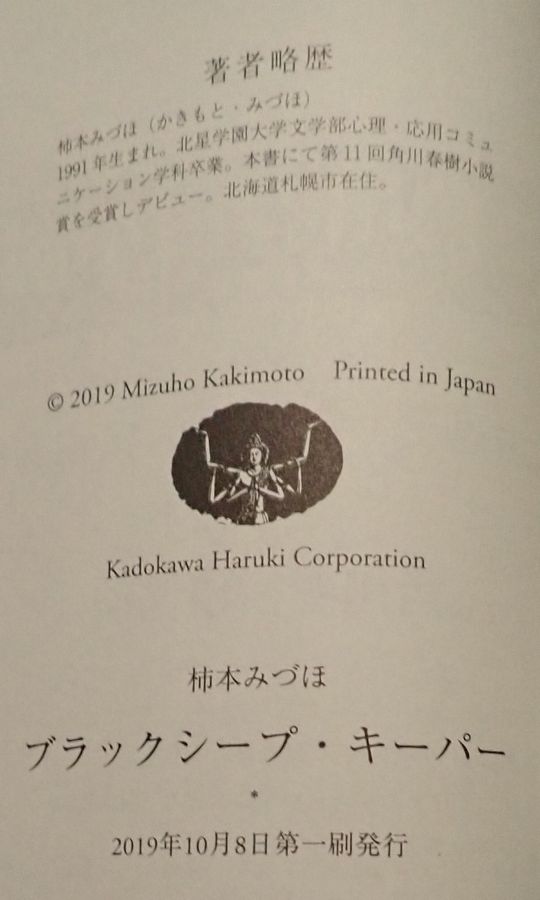 著者略歴
柿本みづほ（かきもと・みづほ）
1991年生まれ。北星学園大学文学部心理・応用コミュ
ニケーション学科卒業。本書にて第11回角川春樹小説
賞を受賞しデビュー。北海道札幌市在住。
© 2019 Mizuho Kakimoto Printed in Japan
Kadokawa Haruki Corporation
柿本みづほ
ブラックシープ・キーパー
*
2019年10月8日第一刷発行